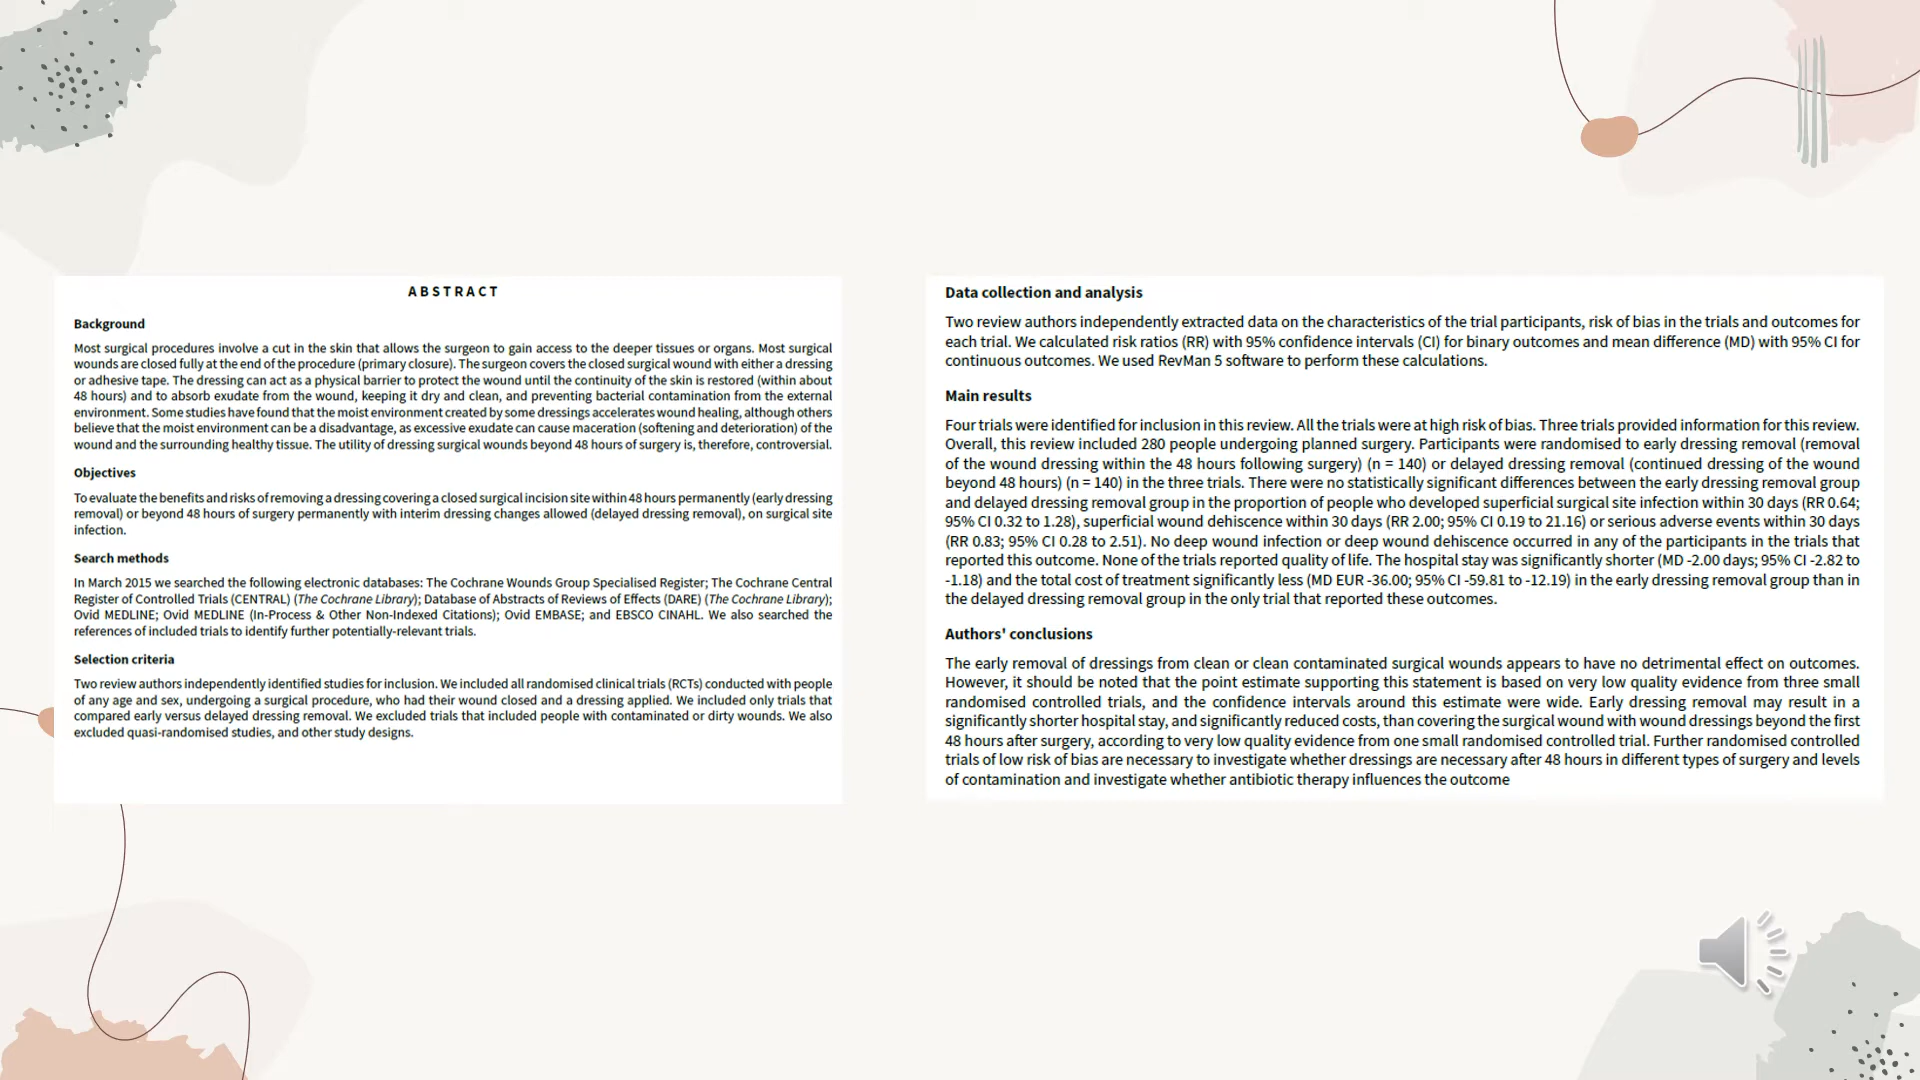 ABSTRACT
Background
Most surgical procedures involve a cut in the skin that allows the surgeon to gain access to the deeper tissues or organs. Most surgical
wounds are closed fully at the end of the procedure (primary closure). The surgeon covers the closed surgical wound with either a dressing
or adhesive tape. The dressing can act as a physical barrier to protect the wound until the continuity of the skin is restored (within about
48 hours) and to absorb exudate from the wound, keeping it dry and clean, and preventing bacterial contamination from the external
environment. Some studies have found that the moist environment created by some dressings accelerates wound healing, although others
believe that the moist environment can be a disadvantage, as excessive exudate can cause maceration (softening and deterioration) of the
wound and the surrounding healthy tissue. The utility of dressing surgical wounds beyond 48 hours of surgery is, therefore, controversial.
Objectives
To evaluate the benefits and risks of removing a dressing covering a closed surgical incision site within 48 hours permanently (early dressing
removal) or beyond 48 hours of surgery permanently with interim dressing changes allowed (delayed dressing removal), on surgical site
infection.
Search methods
In March 2015 we searched the following electronic databases: The Cochrane Wounds Group Specialised Register; The Cochrane Central
Register of Controlled Trials (CENTRAL) (The Cochrane Library); Database of Abstracts of Reviews of Effects (DARE) (The Cochrane Library);
Ovid MEDLINE; Ovid MEDLINE (In-Process & Other Non-Indexed Citations); Ovid EMBASE; and EBSCO CINAHL. We also searched the
references of included trials to identify further potentially-relevant trials.
Selection criteria
Two review authors independently identified studies for inclusion. We included all randomised clinical trials (RCTs) conducted with people
of any age and sex, undergoing a surgical procedure, who had their wound closed and a dressing applied. We included only trials that
compared early versus delayed dressing removal. We excluded trials that included people with contaminated or dirty wounds. We also
excluded quasi-randomised studies, and other study designs.
Data collection and analysis
Two review authors independently extracted data on the characteristics of the trial participants, risk of bias in the trials and outcomes for
each trial. We calculated risk ratios (RR) with 95% confidence intervals (CI) for binary outcomes and mean difference (MD) with 95% CI for
continuous outcomes. We used RevMan 5 software to perform these calculations.
Main results
Four trials were identified for inclusion in this review. All the trials were at high risk of bias. Three trials provided information for this review.
Overall, this review included 280 people undergoing planned surgery. Participants were randomised to early dressing removal (removal
of the wound dressing within the 48 hours following surgery) (n = 140) or delayed dressing removal (continued dressing of the wound
beyond 48 hours) (n = 140) in the three trials. There were no statistically significant differences between the early dressing removal group
and delayed dressing removal group in the proportion of people who developed superficial surgical site infection within 30 days (RR 0.64;
95% CI 0.32 to 1.28), superficial wound dehiscence within 30 days (RR 2.00; 95% CI 0.19 to 21.16) or serious adverse events within 30 days
(RR 0.83; 95% CI 0.28 to 2.51). No deep wound infection or deep wound dehiscence occurred in any of the participants in the trials that
reported this outcome. None of the trials reported quality of life. The hospital stay was significantly shorter (MD -2.00 days; 95% CI -2.82 to
-1.18) and the total cost of treatment significantly less (MD EUR -36.00; 95% CI -59.81 to -12.19) in the early dressing removal group than in
the delayed dressing removal group in the only trial that reported these outcomes.
Authors' conclusions
The early removal of dressings from clean or clean contaminated surgical wounds appears to have no detrimental effect on outcomes.
However, it should be noted that the point estimate supporting this statement is based on very low quality evidence from three small
randomised controlled trials, and the confidence intervals around this estimate were wide. Early dressing removal may result in a
significantly shorter hospital stay, and significantly reduced costs, than covering the surgical wound with wound dressings beyond the first
48 hours after surgery, according to very low quality evidence from one small randomised controlled trial. Further randomised controlled
trials of low risk of bias are necessary to investigate whether dressings are necessary after 48 hours in different types of surgery and levels
of contamination and investigate whether antibiotic therapy influences the outcome